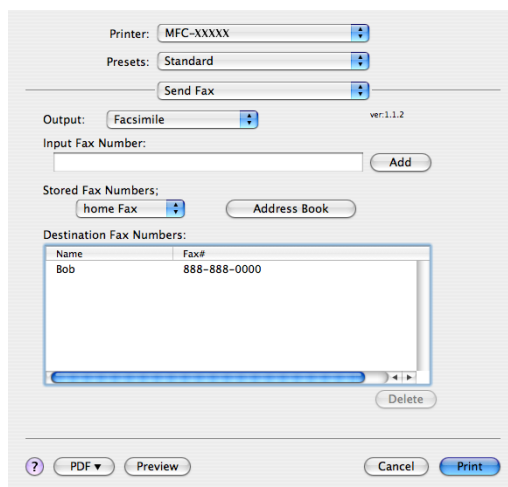 Printer: MFC-XXXXX
Presets: Standard
Send Fax
Output: Facsimile ver:1.1.2
Input Fax Number:
Add
Stored Fax Numbers;
home Fax Address Book
Destination Fax Numbers:
Name Fax#
Bob 888-888-0000
Delete
? PDF▼ Preview Cancel Print